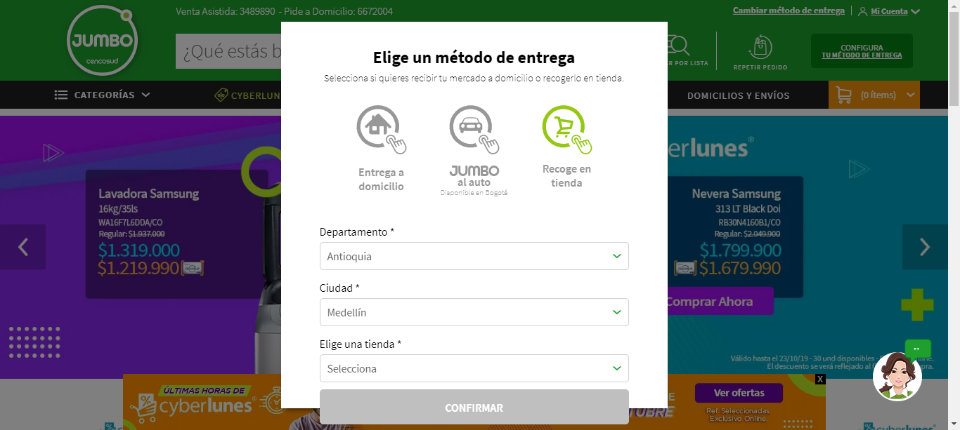 Venta Asistida: 3489890 - Pide a Domicilio: 6672004
Cambiar método de entrega
Mi Cuenta
JUMBO
cencosud
¿Qué estás b
R POR LISTA
REPETIR PEDIDO
CONFIGURA
TU MÉTODO DE ENTREGA
CATEGORÍAS
CYBERLUN
DOMICILIOS Y ENVÍOS
(0 ítems)
Elige un método de entrega
Selecciona si quieres recibir tu mercado a domicilio o recogerlo en tienda.
Entrega a
domicilio
JUMBO
al auto
Disponible en Bogotá
Recoge en
tienda
Departamento *
Antioquia
Ciudad *
Medellín
Elige una tienda *
Selecciona
CONFIRMAR
Lavadora Samsung
16kg/35ls
WA16F7L6DDA/CO
Regular: $1.937.000
$1.319.000
$1.219.990
berlunes
Nevera Samsung
313 LT Black Doi
RB30N4160B1/CO
Regular: $2.049.900
$1.799.900
$1.679.990
Comprar Ahora
Válido hasta el 23/10/19 - 30 und disponibles
El descuento se verá reflejado al
ÚLTIMAS HORAS DE
cyberlunes
Ver ofertas
Ref. Seleccionadas
Exclusivo Online.
X
cyberlunes